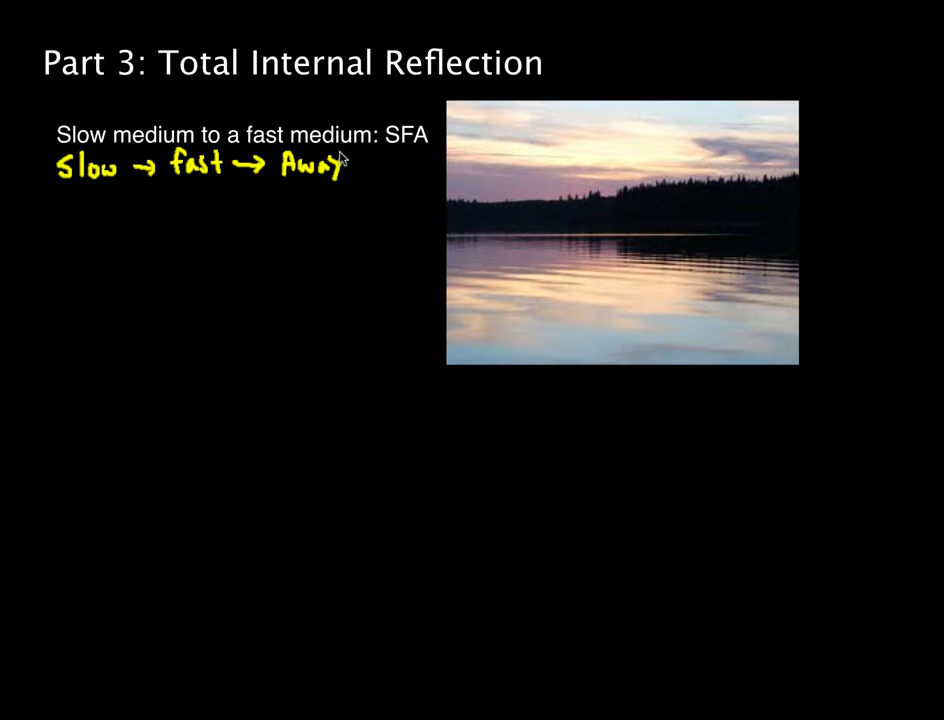 Part 3: Total Internal Reflection
Slow medium to a fast medium: SFA
Slow → fast → Away